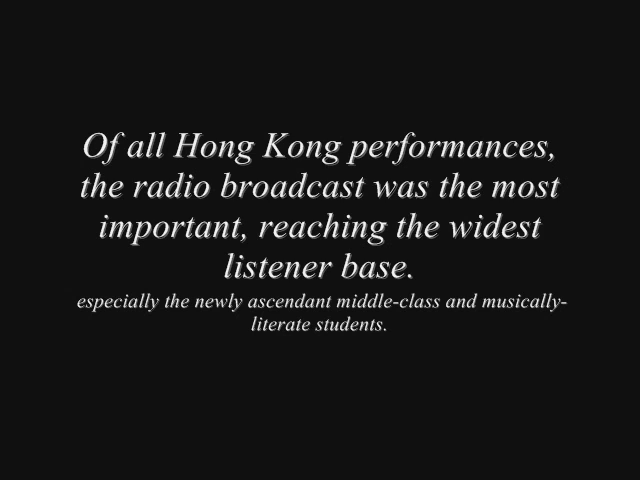 Of all Hong Kong performances,
the radio broadcast was the most
important, reaching the widest
listener base.
especially the newly ascendant middle-class and musically-
literate students.